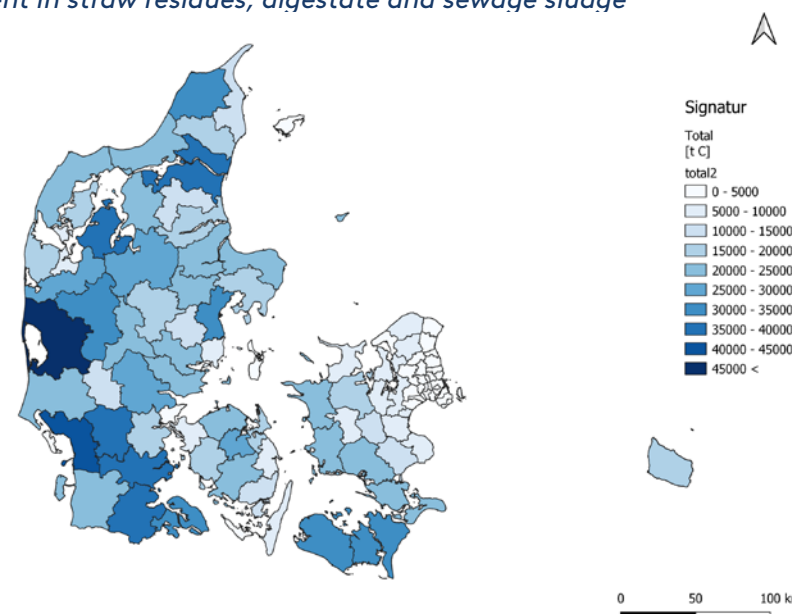 in straw residues, digestate and sewage sludge
Signatur
Total
[t C]
total2
0 - 5000
5000 - 10000
10000 - 15000
15000 - 20000
20000 - 25000
25000 - 30000
30000 - 35000
35000 - 40000
40000 - 45000
45000 <
0 50 100